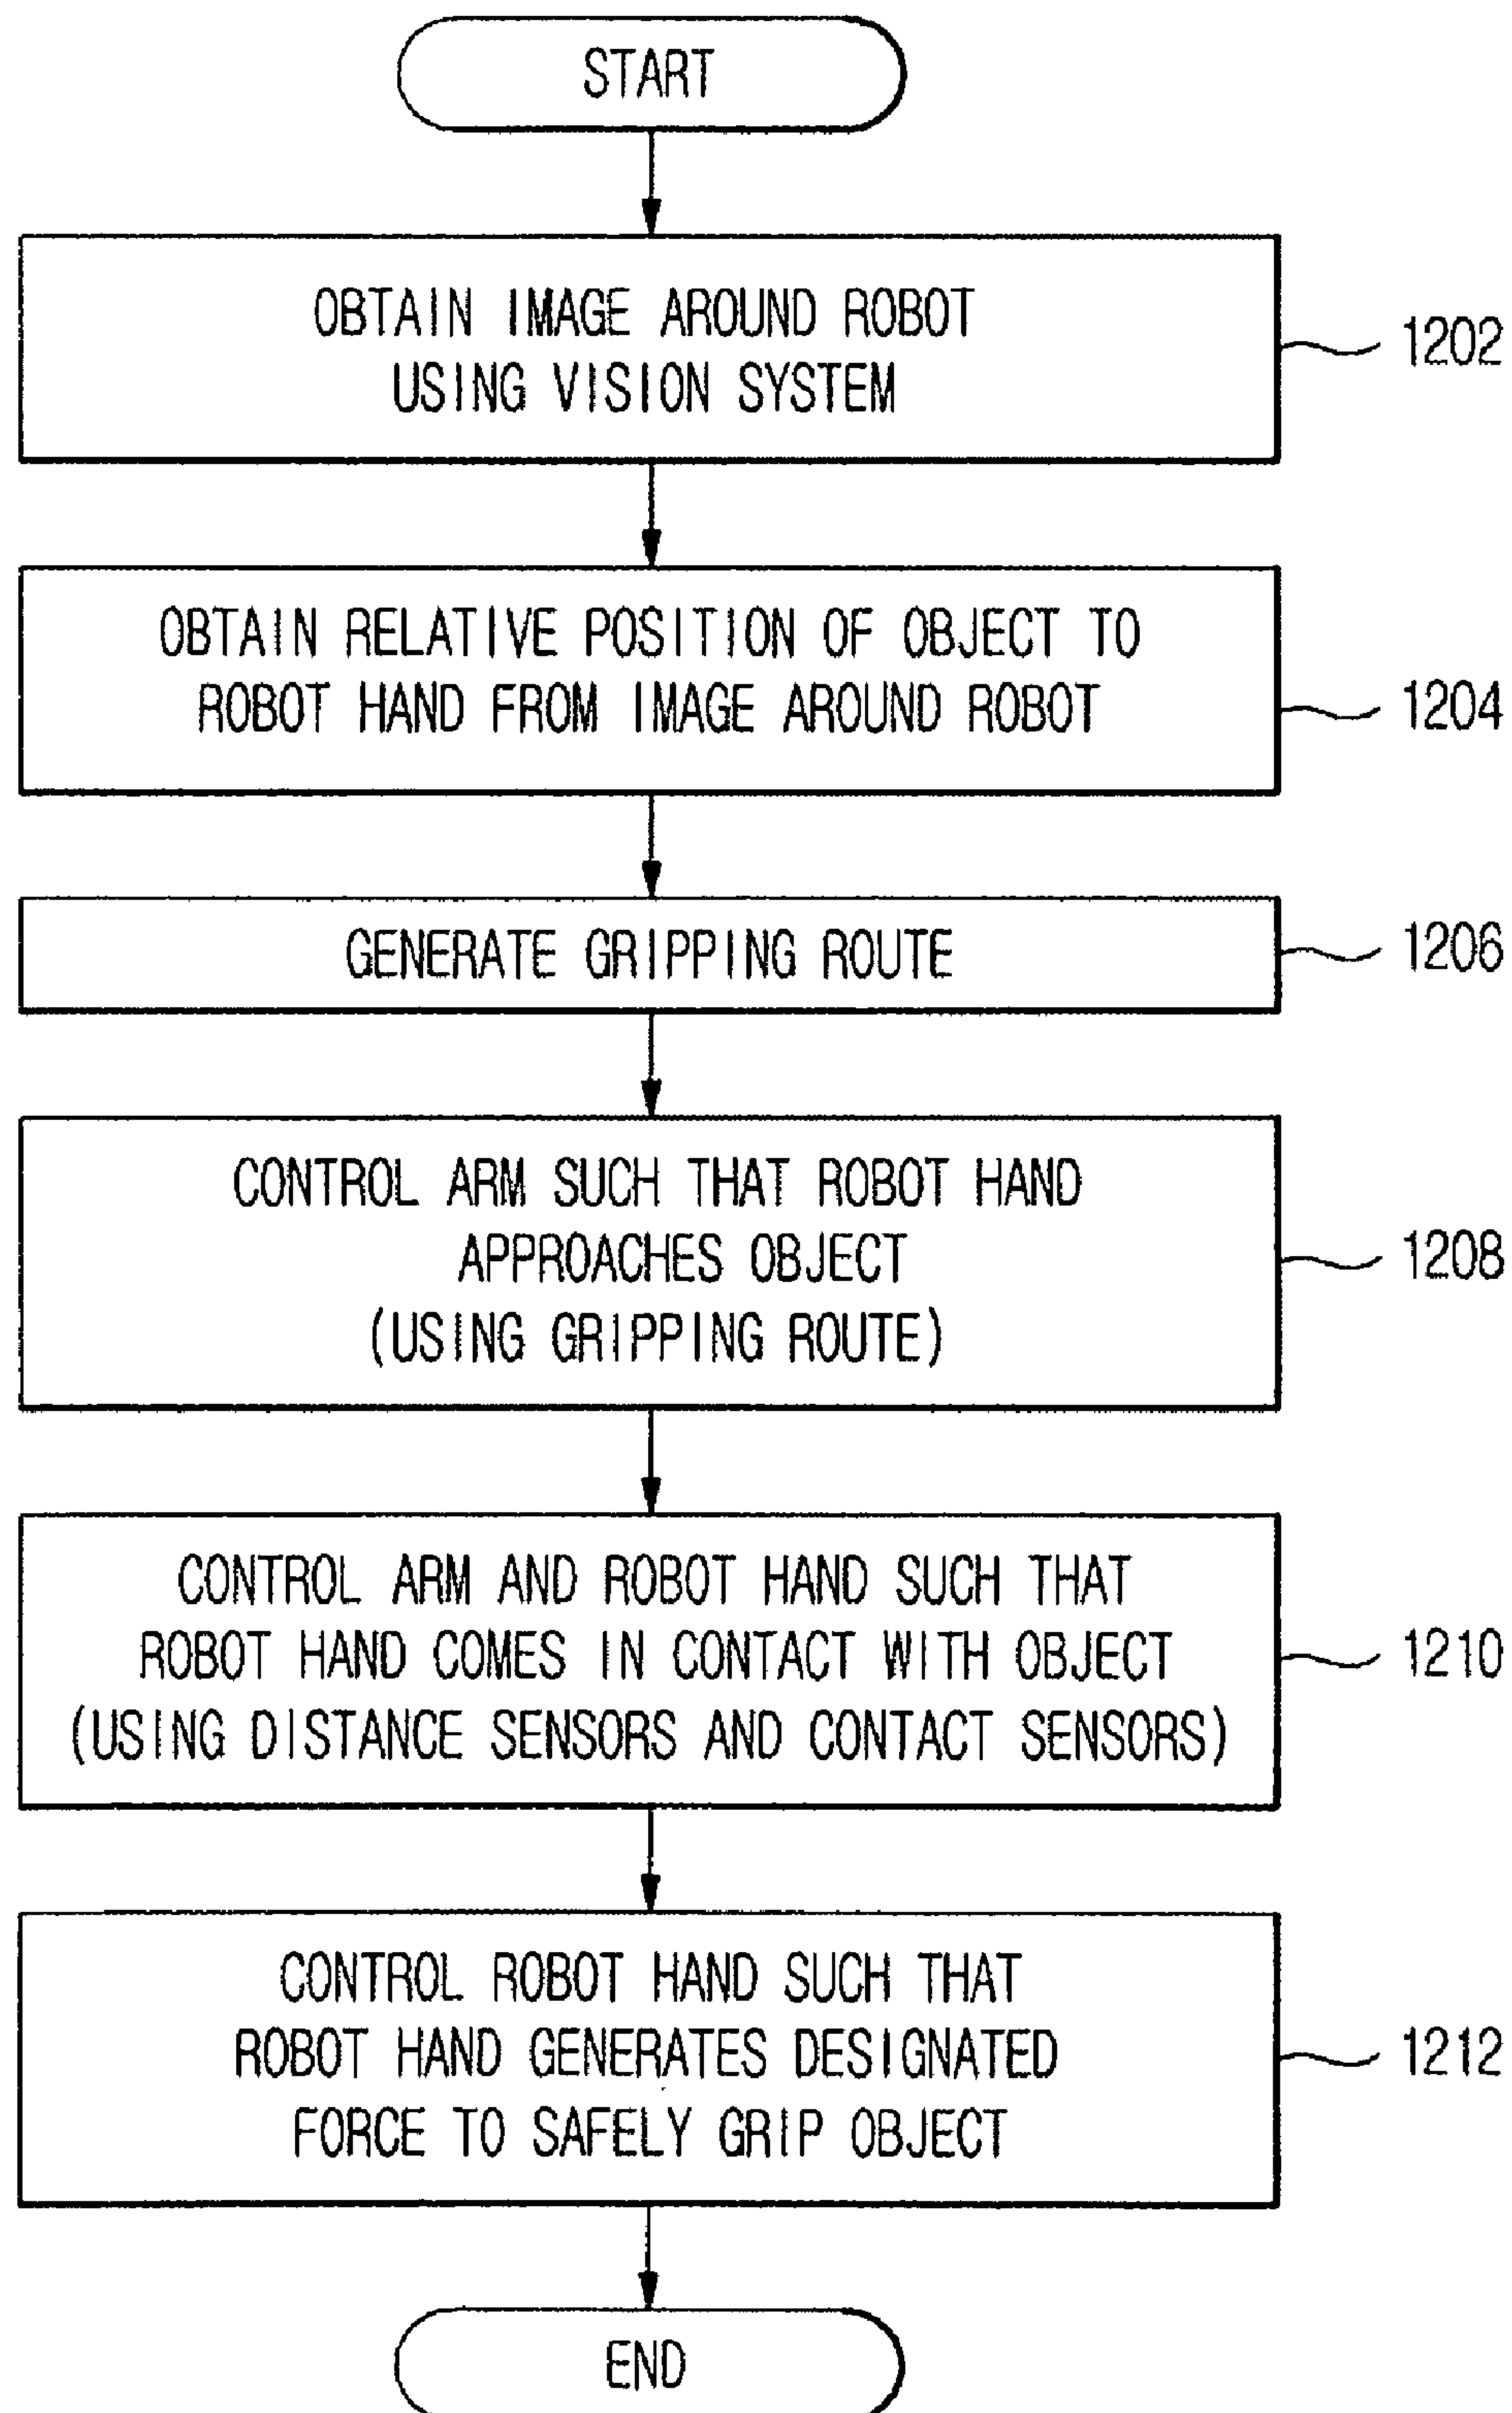 START
OBTAIN IMAGE AROUND ROBOT
USING VISION SYSTEM
1202
OBTAIN RELATIVE POSITION OF OBJECT TO
ROBOT HAND FROM IMAGE AROUND ROBOT
1204
GENERATE GRIPPING ROUTE
1206
CONTROL ARM SUCH THAT ROBOT HAND
APPROACHES OBJECT
(USING GRIPPING ROUTE)
1208
CONTROL ARM AND ROBOT HAND SUCH THAT
ROBOT HAND COMES IN CONTACT WITH OBJECT
(USING DISTANCE SENSORS AND CONTACT SENSORS)
1210
CONTROL ROBOT HAND SUCH THAT
ROBOT HAND GENERATES DESIGNATED
FORCE TO SAFELY GRIP OBJECT
1212
END